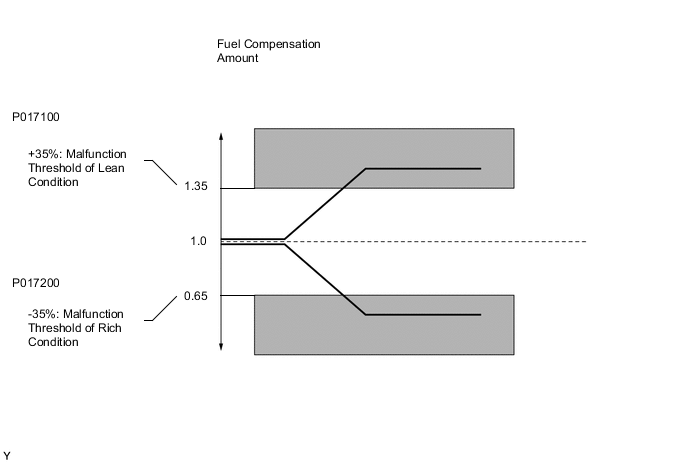 Fuel Compensation
Amount
P017100
+35%: Malfunction
Threshold of Lean
Condition
1.35
1.0
P017200
0.65
-35%: Malfunction
Threshold of Rich
Condition
Y